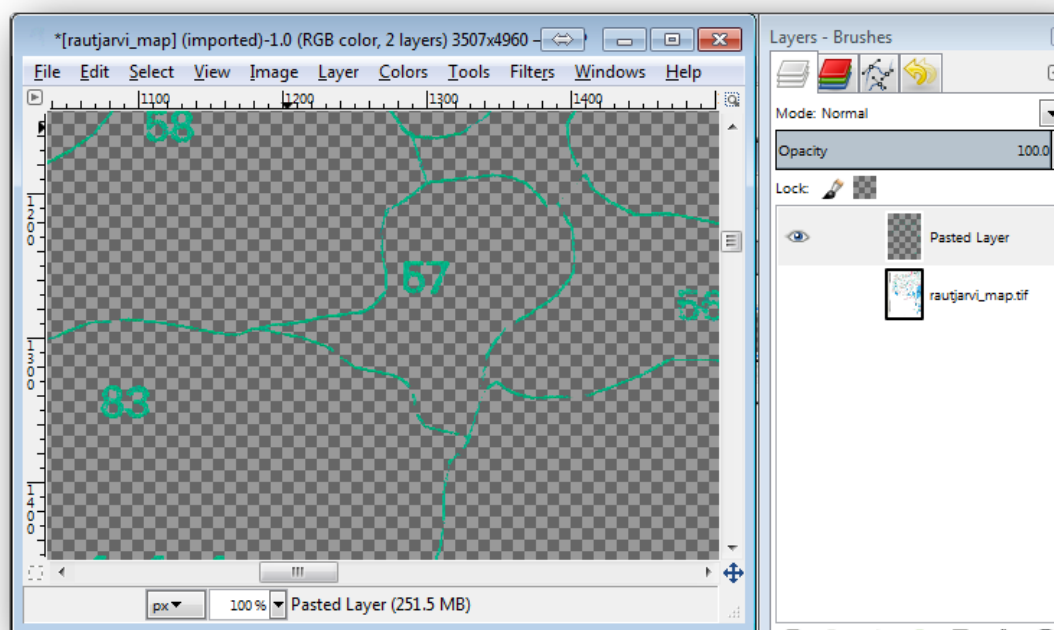 *[rautjarvi_map] (imported)-1.0 (RGB color, 2 layers) 3507x4960 –
File Edit Select View Image Layer Colors Tools Filters Windows Help
1100 1200 1300 1400
58
1200
57
56
1300
83
1400
px 100 % Pasted Layer (251.5 MB)
Layers - Brushes
Mode: Normal
Opacity 100.0
Lock:
Pasted Layer
rautjarvi_map.tif